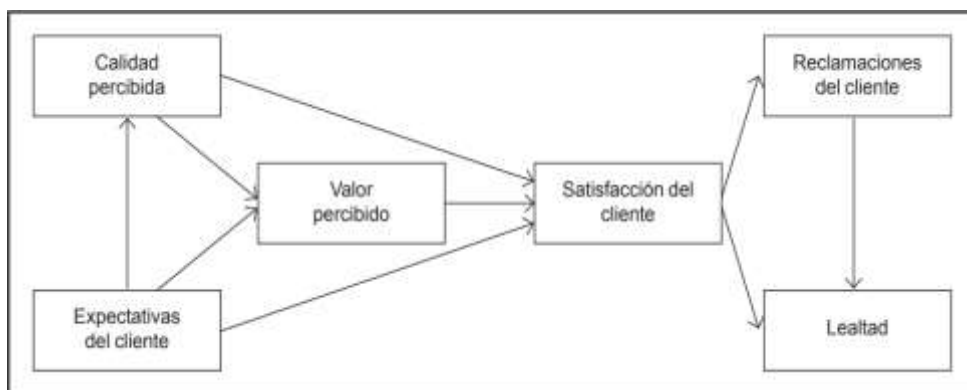 Calidad
percibida
Reclamaciones
del cliente
Valor
percibido
Satisfacción del
cliente
Expectativas
del cliente
Lealtad